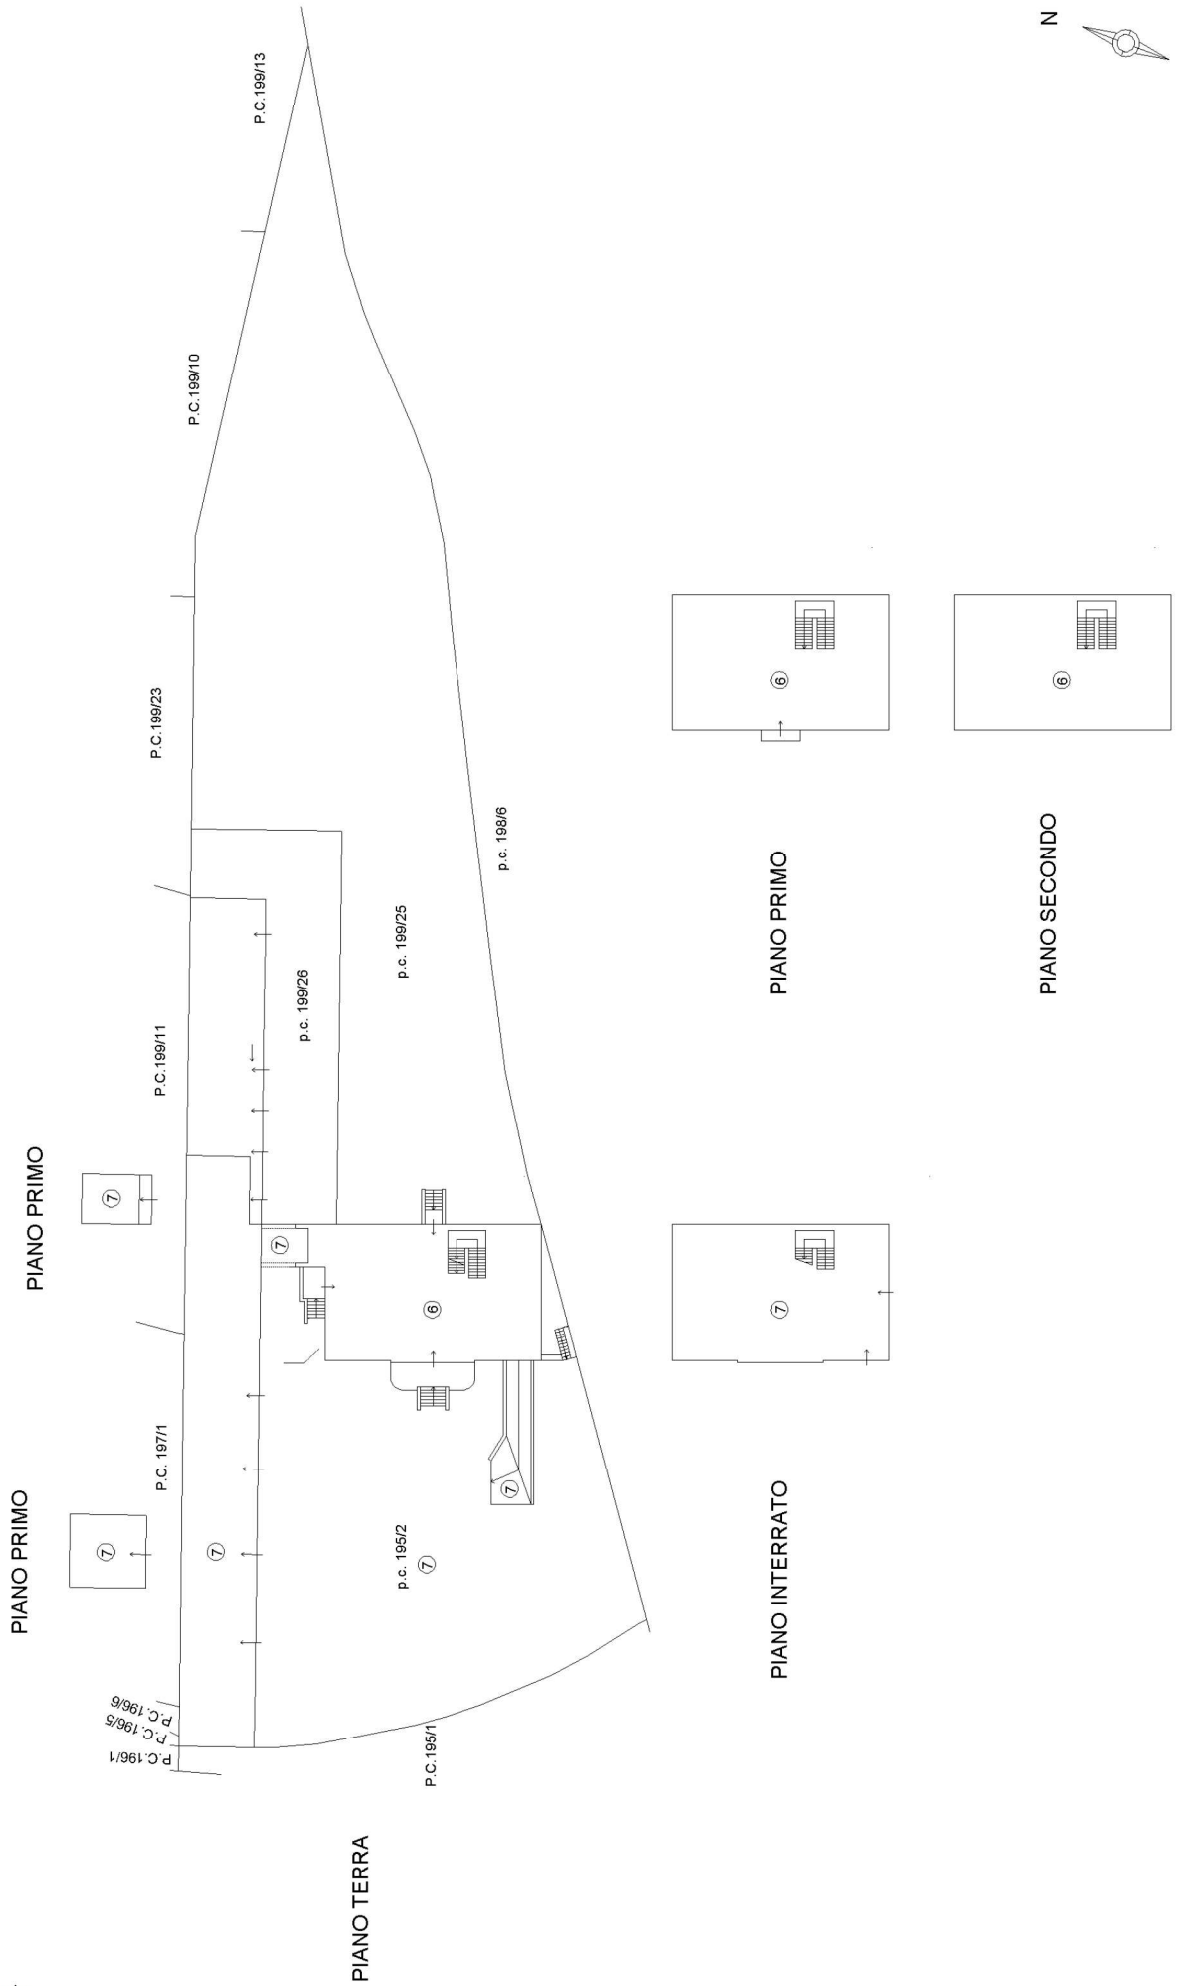 N
P.C.199/13
P.C.199/10
P.C.199/23
p.c. 198/6
p.c. 199/25
p.c. 199/26
P.C.199/11
PIANO PRIMO
7
7
6
P.C. 197/1
PIANO PRIMO
7
7
7
p.c. 195/2
7
P.C.196/6
P.C.196/5
P.C.196/1
P.C.195/1
PIANO TERRA
6
PIANO PRIMO
6
PIANO SECONDO
7
PIANO INTERRATO